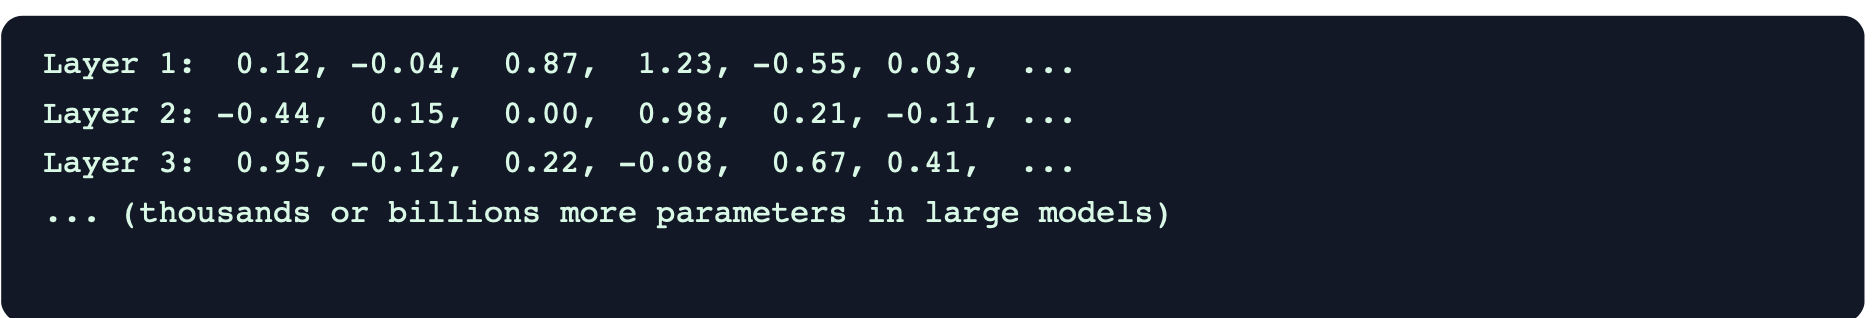 Layer 1:  0.12, -0.04,  0.87,  1.23, -0.55, 0.03,  ...
Layer 2: -0.44,  0.15,  0.00,  0.98,  0.21, -0.11, ...
Layer 3:  0.95, -0.12,  0.22, -0.08,  0.67, 0.41,  ...
... (thousands or billions more parameters in large models)